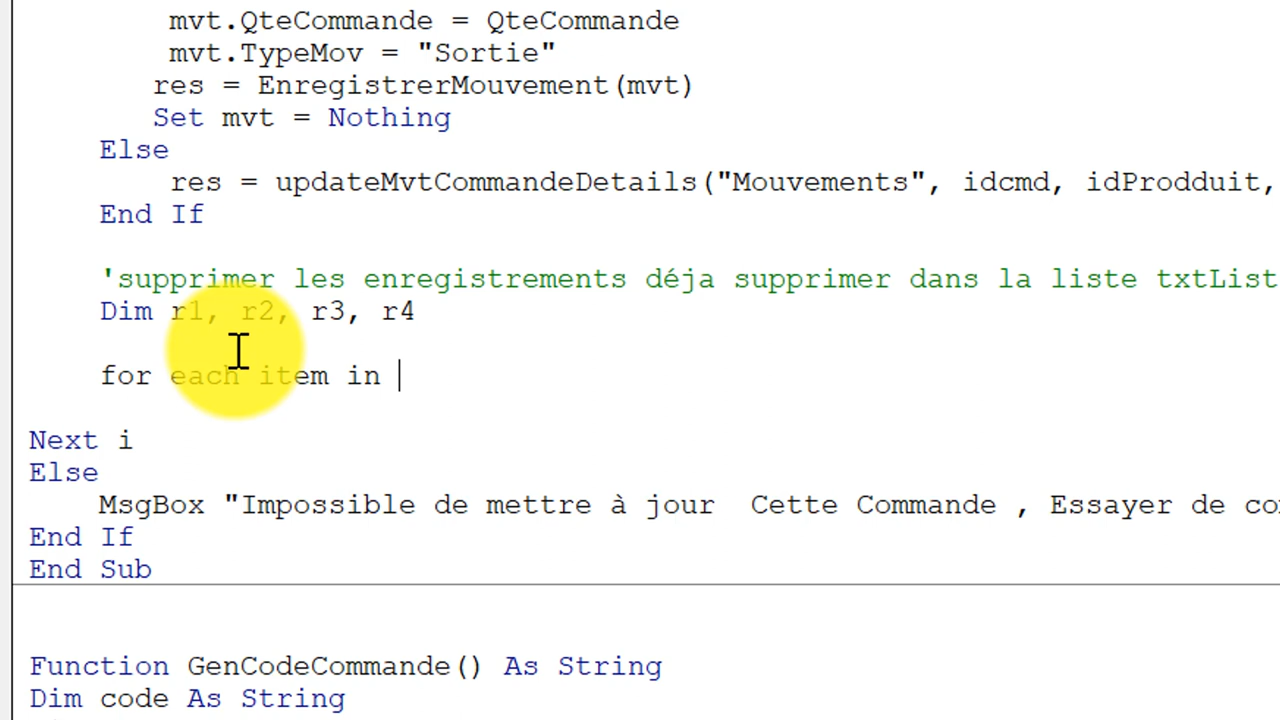 mvt.QteCommande = QteCommande
mvt.TypeMov = "Sortie"
res = EnregistrerMouvement(mvt)
Set mvt = Nothing
Else
res = updateMvtCommandeDetails("Mouvements", idcmd, idProdduit,
End If
'supprimer les enregistrements déja supprimer dans la liste txtList
Dim r1, r2, r3, r4
for each item in
Next i
Else
MsgBox "Impossible de mettre à jour  Cette Commande , Essayer de co
End If
End Sub
Function GenCodeCommande() As String
Dim code As String